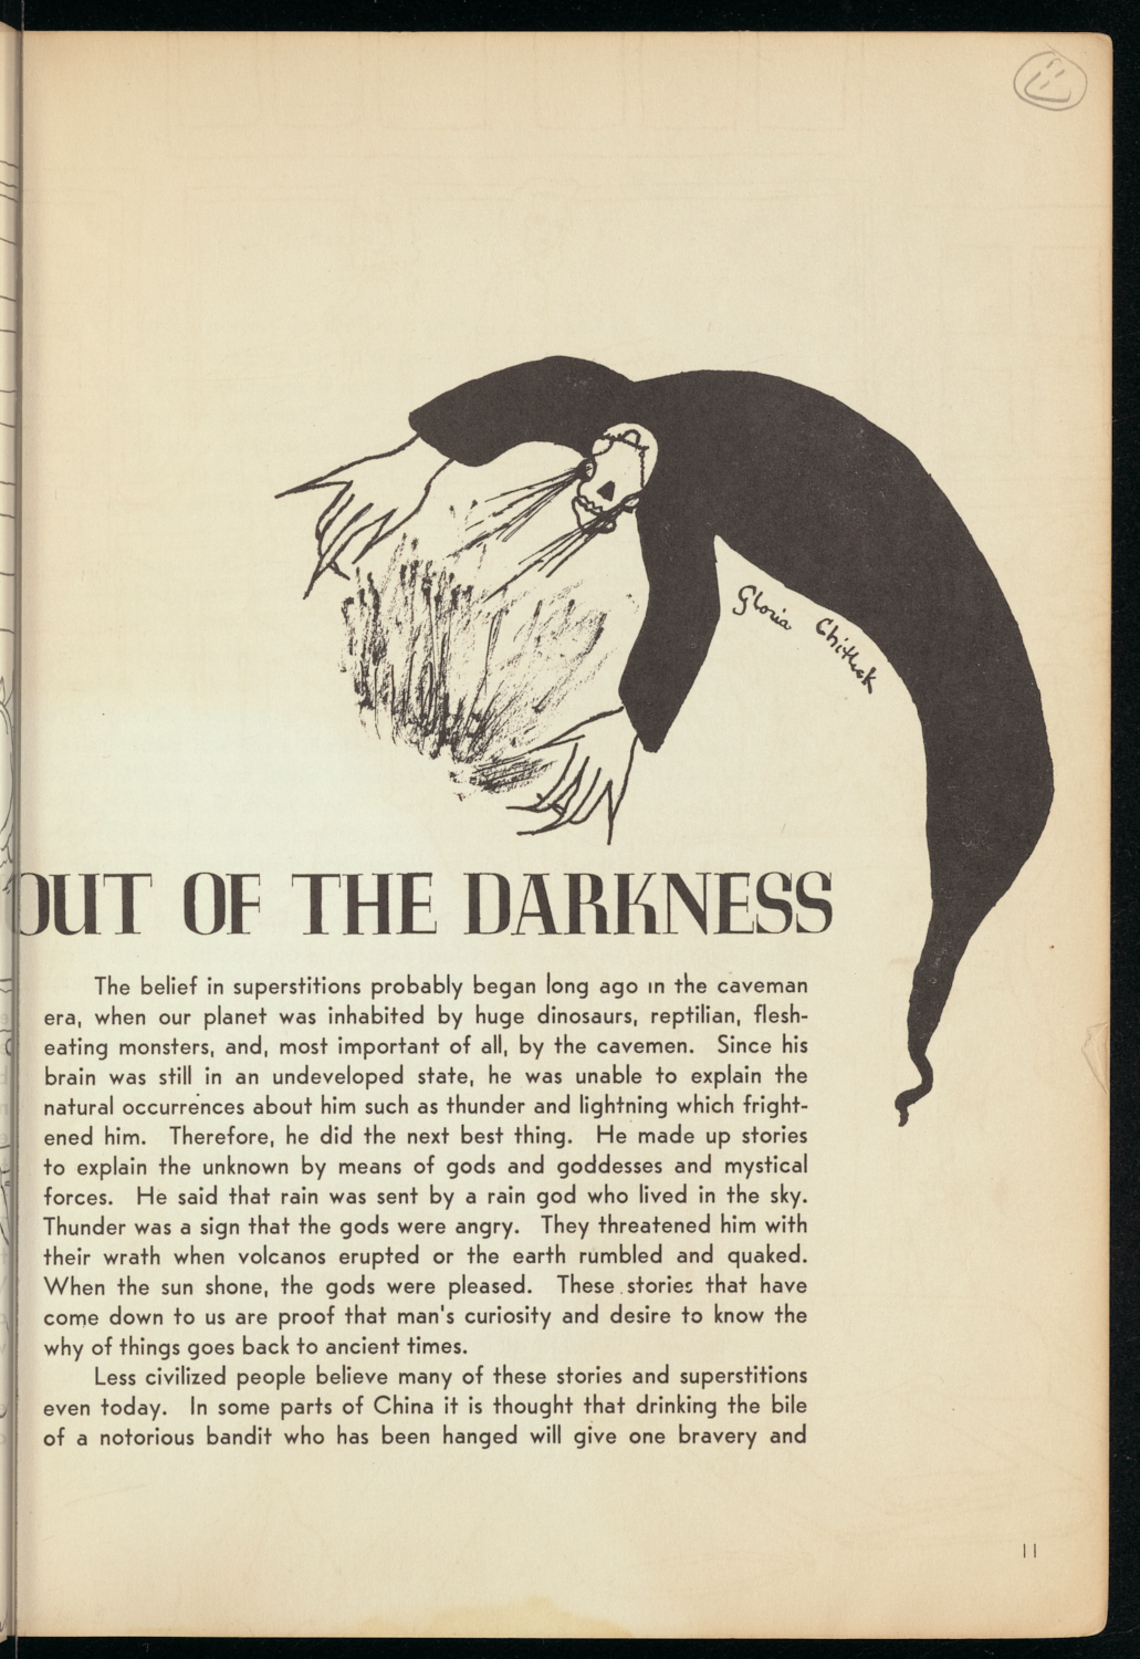 Gloria Chitlick
OUT OF THE DARKNESS
The belief in superstitions probably began long ago in the caveman
era, when our planet was inhabited by huge dinosaurs, reptilian, flesh-
eating monsters, and, most important of all, by the cavemen. Since his
brain was still in an undeveloped state, he was unable to explain the
natural occurrences about him such as thunder and lightning which fright-
ened him. Therefore, he did the next best thing. He made up stories
to explain the unknown by means of gods and goddesses and mystical
forces. He said that rain was sent by a rain god who lived in the sky.
Thunder was a sign that the gods were angry. They threatened him with
their wrath when volcanos erupted or the earth rumbled and quaked.
When the sun shone, the gods were pleased. These stories that have
come down to us are proof that man's curiosity and desire to know the
why of things goes back to ancient times.
Less civilized people believe many of these stories and superstitions
even today. In some parts of China it is thought that drinking the bile
of a notorious bandit who has been hanged will give one bravery and
11